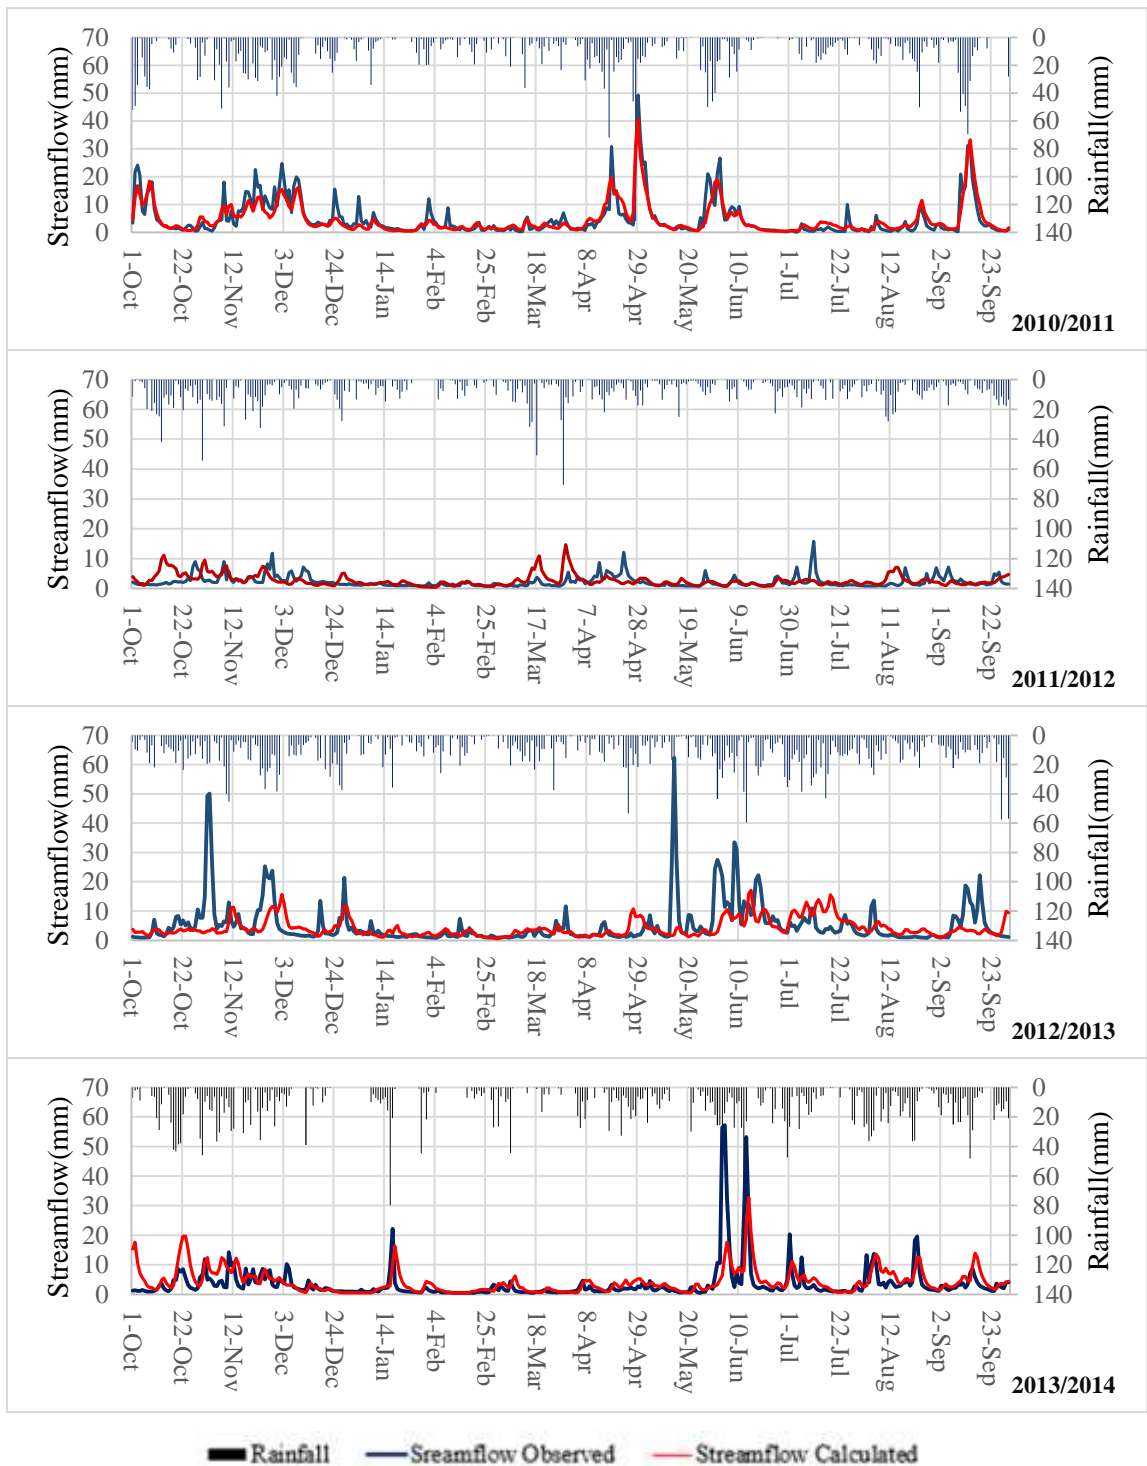 Streamflow(mm)
70 60 50 40 30 20 10 0
0 20 40 60 80 100 120 140
Rainfall(mm)
1-Oct 22-Oct 12-Nov 3-Dec 24-Dec 14-Jan 4-Feb 25-Feb 18-Mar 8-Apr 29-Apr 20-May 10-Jun 1-Jul 22-Jul 12-Aug 2-Sep 23-Sep
2010/2011
Streamflow(mm)
70 60 50 40 30 20 10 0
0 20 40 60 80 100 120 140
Rainfall(mm)
1-Oct 22-Oct 12-Nov 3-Dec 24-Dec 14-Jan 4-Feb 25-Feb 17-Mar 7-Apr 28-Apr 19-May 9-Jun 30-Jun 21-Jul 11-Aug 1-Sep 22-Sep
2011/2012
Streamflow(mm)
70 60 50 40 30 20 10 0
0 20 40 60 80 100 120 140
Rainfall(mm)
1-Oct 22-Oct 12-Nov 3-Dec 24-Dec 14-Jan 4-Feb 25-Feb 18-Mar 8-Apr 29-Apr 20-May 10-Jun 1-Jul 22-Jul 12-Aug 2-Sep 23-Sep
2012/2013
Streamflow(mm)
70 60 50 40 30 20 10 0
0 20 40 60 80 100 120 140
Rainfall(mm)
1-Oct 22-Oct 12-Nov 3-Dec 24-Dec 14-Jan 4-Feb 25-Feb 18-Mar 8-Apr 29-Apr 20-May 10-Jun 1-Jul 22-Jul 12-Aug 2-Sep 23-Sep
2013/2014
Rainfall Sreamflow Observed Streamflow Calculated